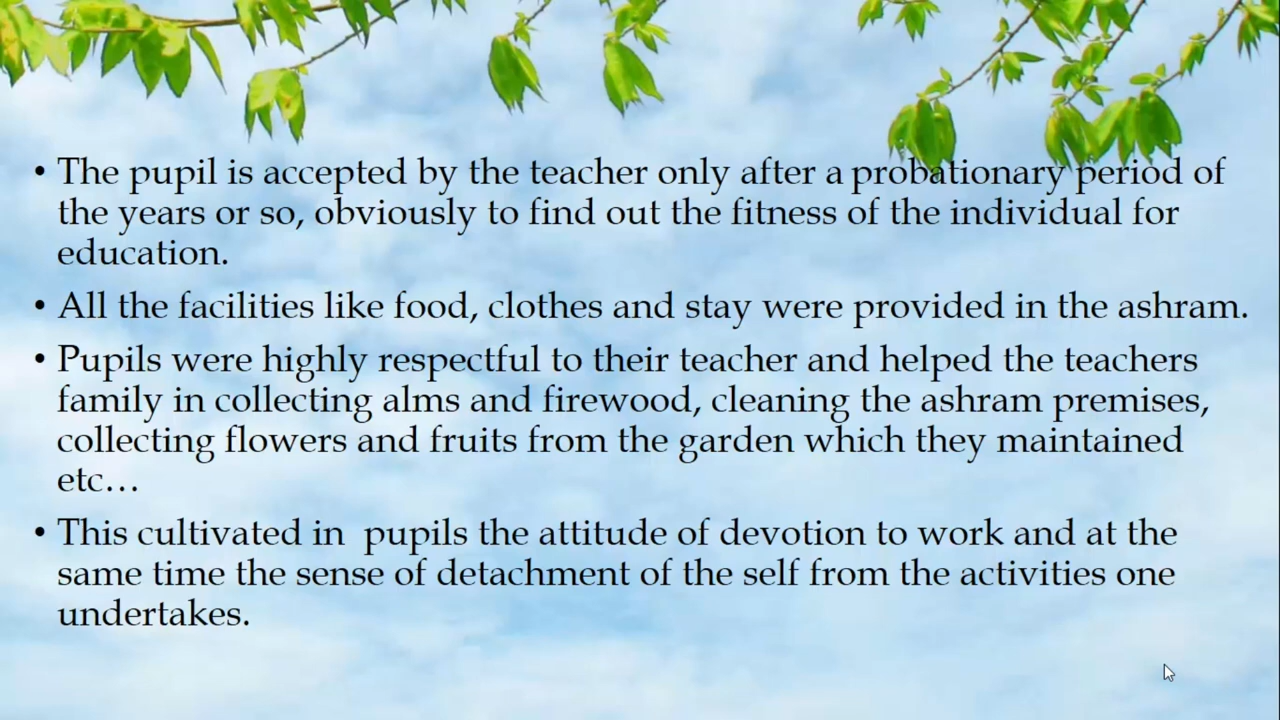 • The pupil is accepted by the teacher only after a probationary period of
the years or so, obviously to find out the fitness of the individual for
education.
• All the facilities like food, clothes and stay were provided in the ashram.
• Pupils were highly respectful to their teacher and helped the teachers
family in collecting alms and firewood, cleaning the ashram premises,
collecting flowers and fruits from the garden which they maintained
etc…
• This cultivated in  pupils the attitude of devotion to work and at the
same time the sense of detachment of the self from the activities one
undertakes.